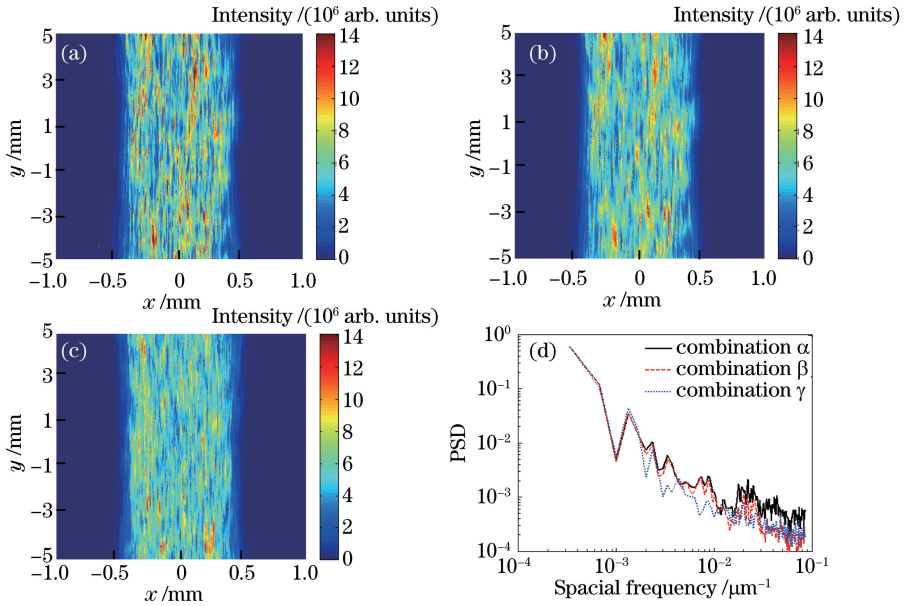 Intensity /(10⁶ arb. units)
(a)
5
3
1
−1
−3
−5
y /mm
−1.0 −0.5 0 0.5 1.0
x /mm
14
12
10
8
6
4
2
0
Intensity /(10⁶ arb. units)
(b)
5
3
1
−1
−3
−5
y /mm
−1.0 −0.5 0 0.5 1.0
x /mm
14
12
10
8
6
4
2
0
Intensity /(10⁶ arb. units)
(c)
5
3
1
−1
−3
−5
y /mm
−1.0 −0.5 0 0.5 1.0
x /mm
14
12
10
8
6
4
2
0
(d)
combination α
combination β
combination γ
10⁰
10⁻¹
10⁻²
10⁻³
10⁻⁴
PSD
10⁻⁴ 10⁻³ 10⁻² 10⁻¹
Spacial frequency /μm⁻¹